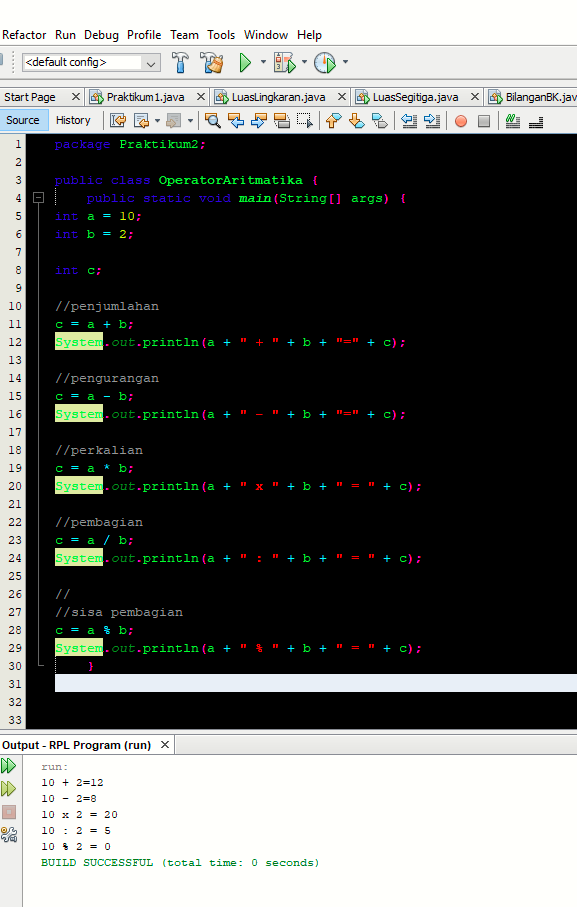 Refactor Run Debug Profile Team Tools Window Help
<default config>
Start Page Praktikum1.java LuasLingkaran.java LuasSegitiga.java BilanganBK.jav
Source History
1 package Praktikum2;
2
3 public class OperatorAritmatika {
4 public static void main(String[] args) {
5 int a = 10;
6 int b = 2;
7
8 int c;
9
10 //penjumlahan
11 c = a + b;
12 System.out.println(a + " + " + b + "=" + c);
13
14 //pengurangan
15 c = a - b;
16 System.out.println(a + " - " + b + "=" + c);
17
18 //perkalian
19 c = a * b;
20 System.out.println(a + " x " + b + " = " + c);
21
22 //pembagian
23 c = a / b;
24 System.out.println(a + " : " + b + " = " + c);
25
26 //
27 //sisa pembagian
28 c = a % b;
29 System.out.println(a + " % " + b + " = " + c);
30 }
31
32
33
Output - RPL Program (run)
run:
10 + 2=12
10 - 2=8
10 x 2 = 20
10 : 2 = 5
10 % 2 = 0
BUILD SUCCESSFUL (total time: 0 seconds)